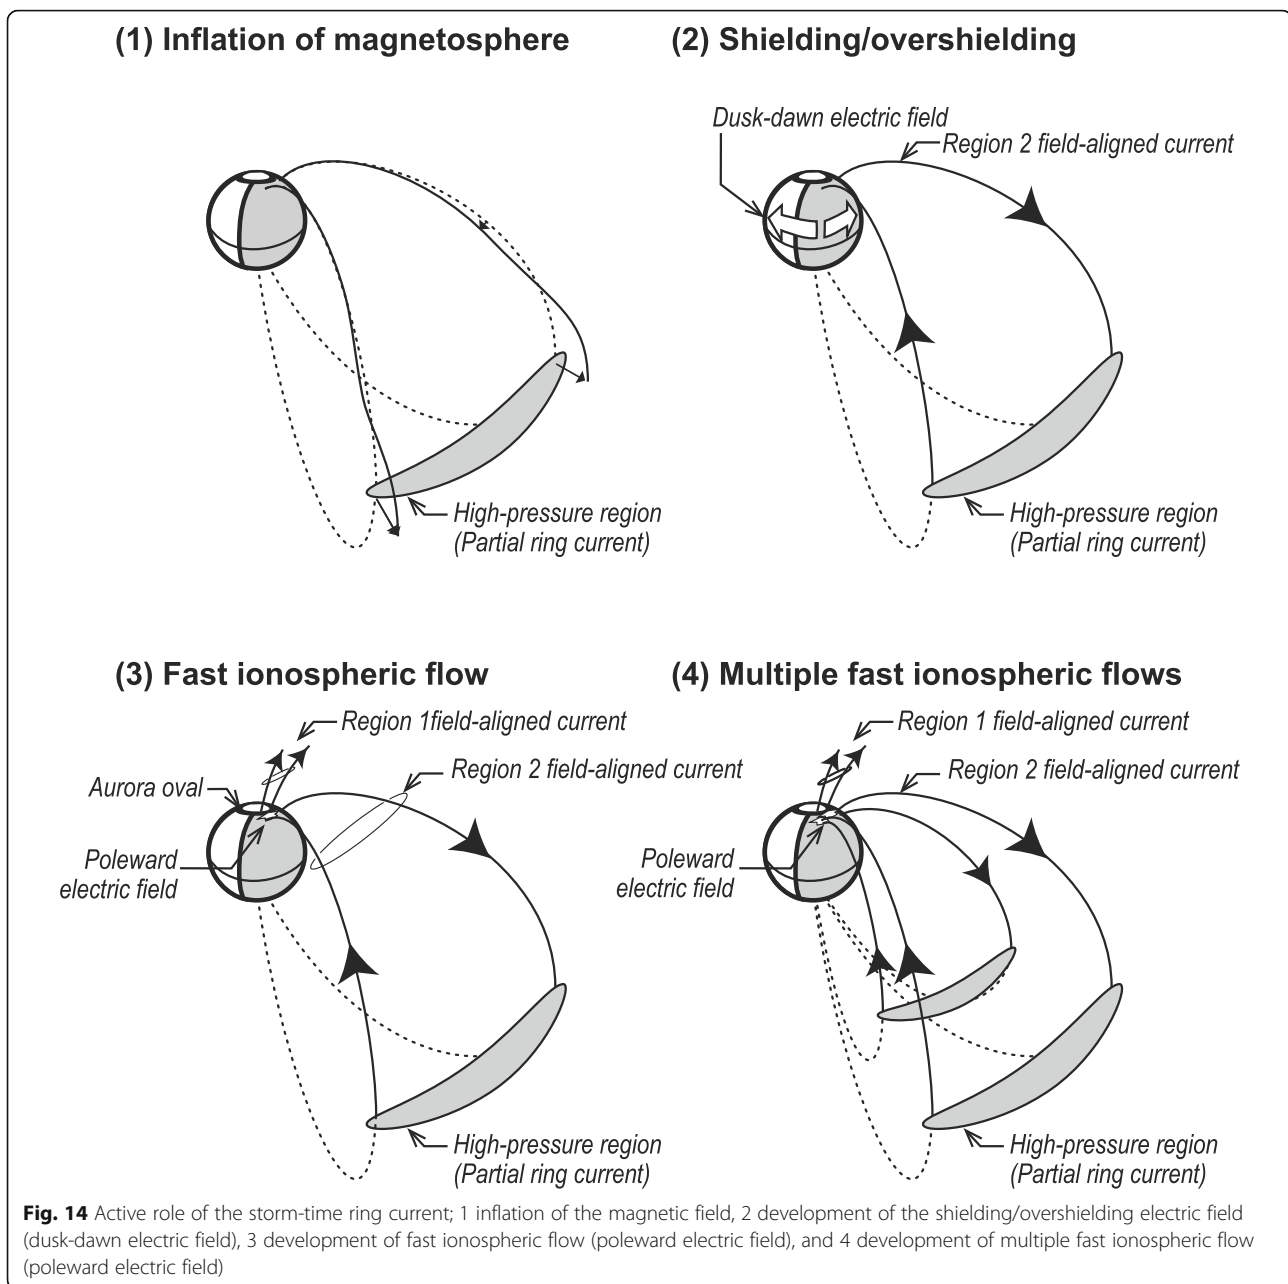 (1) Inflation of magnetosphere
High-pressure region
(Partial ring current)
(2) Shielding/overshielding
Dusk-dawn electric field
Region 2 field-aligned current
High-pressure region
(Partial ring current)
(3) Fast ionospheric flow
Region 1field-aligned current
Region 2 field-aligned current
Aurora oval
Poleward
electric field
High-pressure region
(Partial ring current)
(4) Multiple fast ionospheric flows
Region 1 field-aligned current
Region 2 field-aligned current
Poleward
electric field
High-pressure region
(Partial ring current)
Fig. 14 Active role of the storm-time ring current; 1 inflation of the magnetic field, 2 development of the shielding/overshielding electric field
(dusk-dawn electric field), 3 development of fast ionospheric flow (poleward electric field), and 4 development of multiple fast ionospheric flow
(poleward electric field)